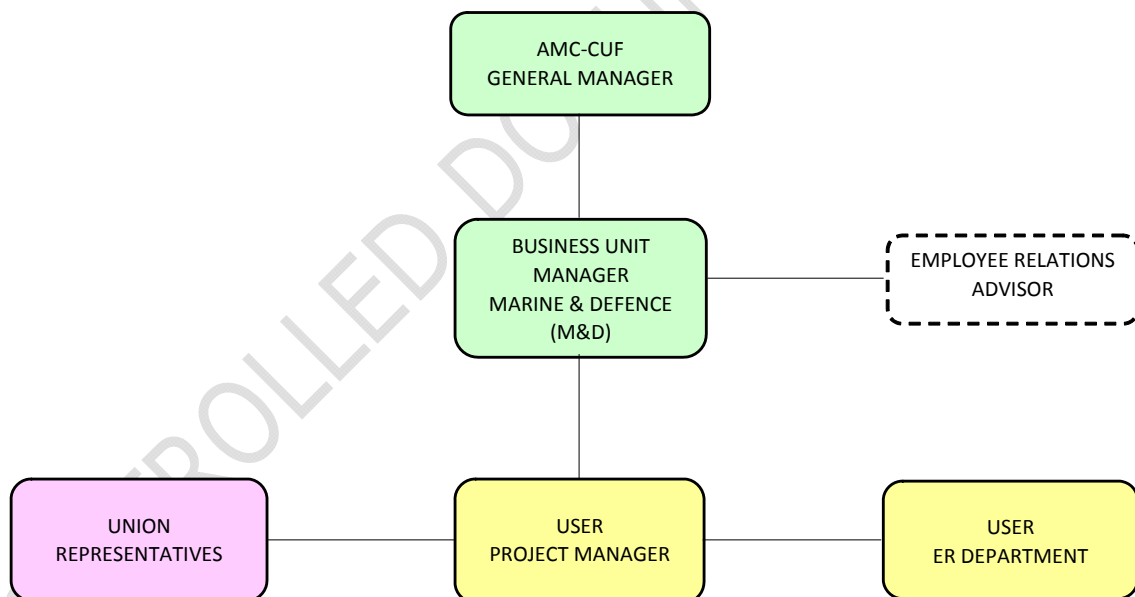 AMC-CUF
GENERAL MANAGER
BUSINESS UNIT
MANAGER
MARINE & DEFENCE
(M&D)
EMPLOYEE RELATIONS
ADVISOR
UNION
REPRESENTATIVES
USER
PROJECT MANAGER
USER
ER DEPARTMENT